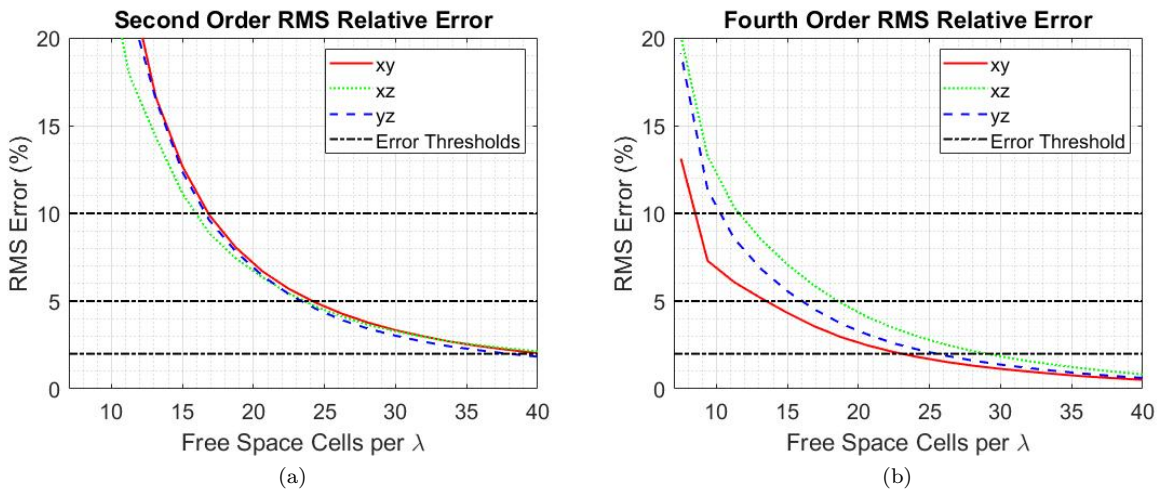 Second Order RMS Relative Error
RMS Error (%)
20
15
10
5
0
xy
xz
yz
Error Thresholds
10 15 20 25 30 35 40
Free Space Cells per λ
(a)
Fourth Order RMS Relative Error
RMS Error (%)
20
15
10
5
0
xy
xz
yz
Error Threshold
10 15 20 25 30 35 40
Free Space Cells per λ
(b)